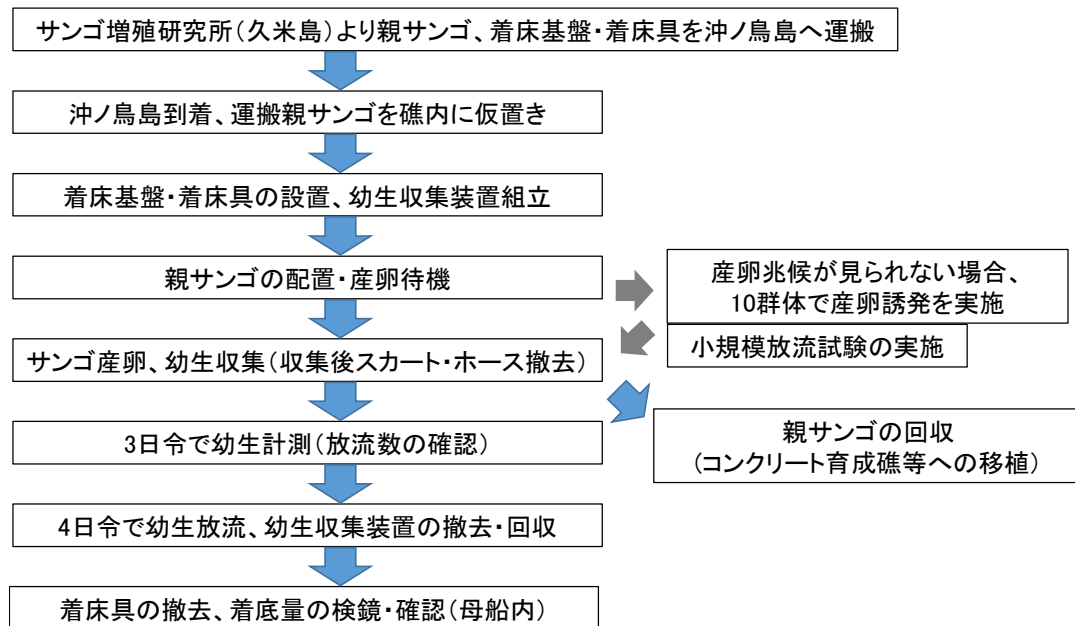 サンゴ増殖研究所（久米島）より親サンゴ、着床基盤・着床具を沖ノ鳥島へ運搬
沖ノ鳥島到着、運搬親サンゴを礁内に仮置き
着床基盤・着床具の設置、幼生収集装置組立
親サンゴの配置・産卵待機
産卵兆候が見られない場合、
10群体で産卵誘発を実施
小規模放流試験の実施
サンゴ産卵、幼生収集（収集後スカート・ホース撤去）
親サンゴの回収
（コンクリート育成礁等への移植）
3日令で幼生計測（放流数の確認）
4日令で幼生放流、幼生収集装置の撤去・回収
着床具の撤去、着底量の検鏡・確認（母船内）